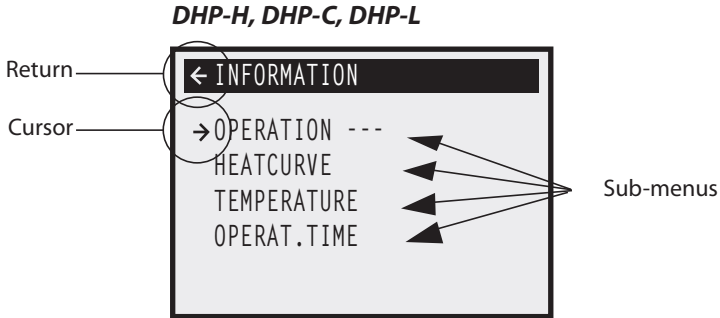 DHP-H, DHP-C, DHP-L
Return
← INFORMATION
Cursor
→OPERATION ---
HEATCURVE
TEMPERATURE
OPERAT.TIME
Sub-menus